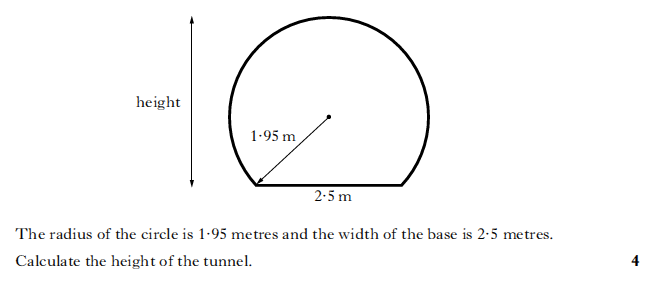 height
1·95 m
2·5 m
The radius of the circle is 1·95 metres and the width of the base is 2·5 metres.
Calculate the height of the tunnel. 4